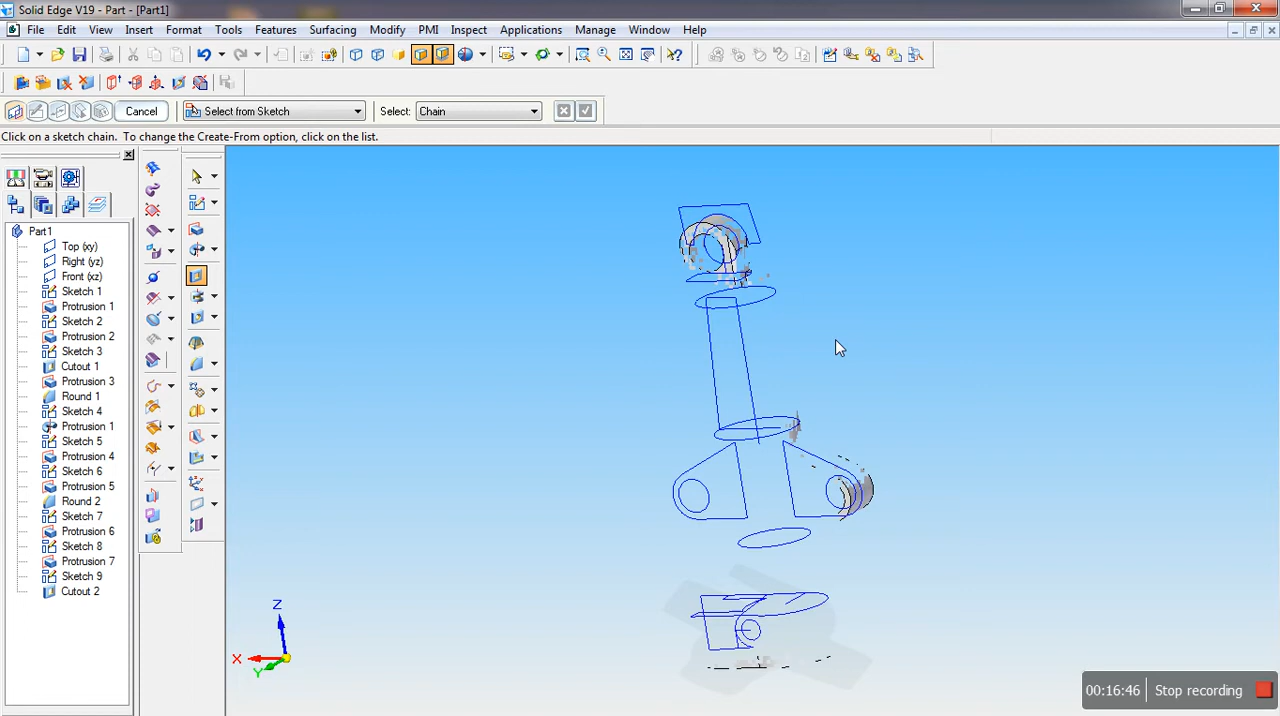 Solid Edge V19 - Part - [Part1]
File Edit View Insert Format Tools Features Surfacing Modify PMI Inspect Applications Manage Window Help
Cancel Select from Sketch Select: Chain
Click on a sketch chain. To change the Create-From option, click on the list.
Part1
Top (xy)
Right (yz)
Front (xz)
Sketch 1
Protrusion 1
Sketch 2
Protrusion 2
Sketch 3
Cutout 1
Protrusion 3
Round 1
Sketch 4
Protrusion 1
Sketch 5
Protrusion 4
Sketch 6
Protrusion 5
Round 2
Sketch 7
Protrusion 6
Sketch 8
Protrusion 7
Sketch 9
Cutout 2
Z
X
Y
00:16:46 Stop recording